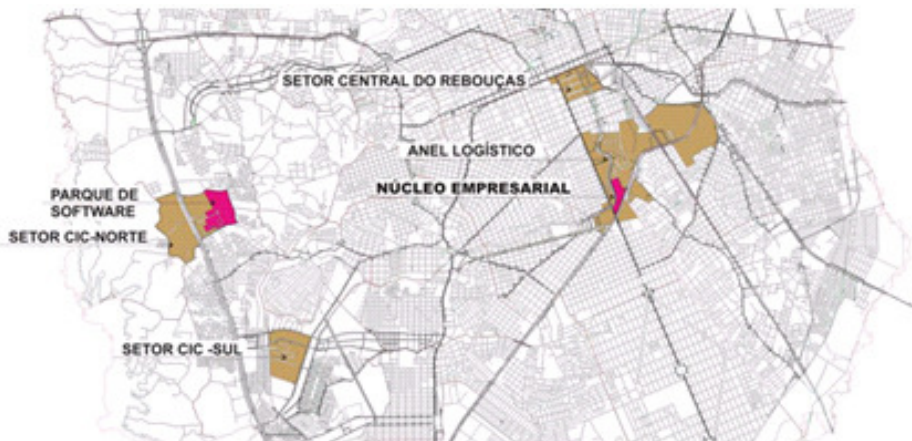 SETOR CENTRAL DO REBOUÇAS
ANEL LOGÍSTICO
NÚCLEO EMPRESARIAL
PARQUE DE
SOFTWARE
SETOR CIC-NORTE
SETOR CIC -SUL